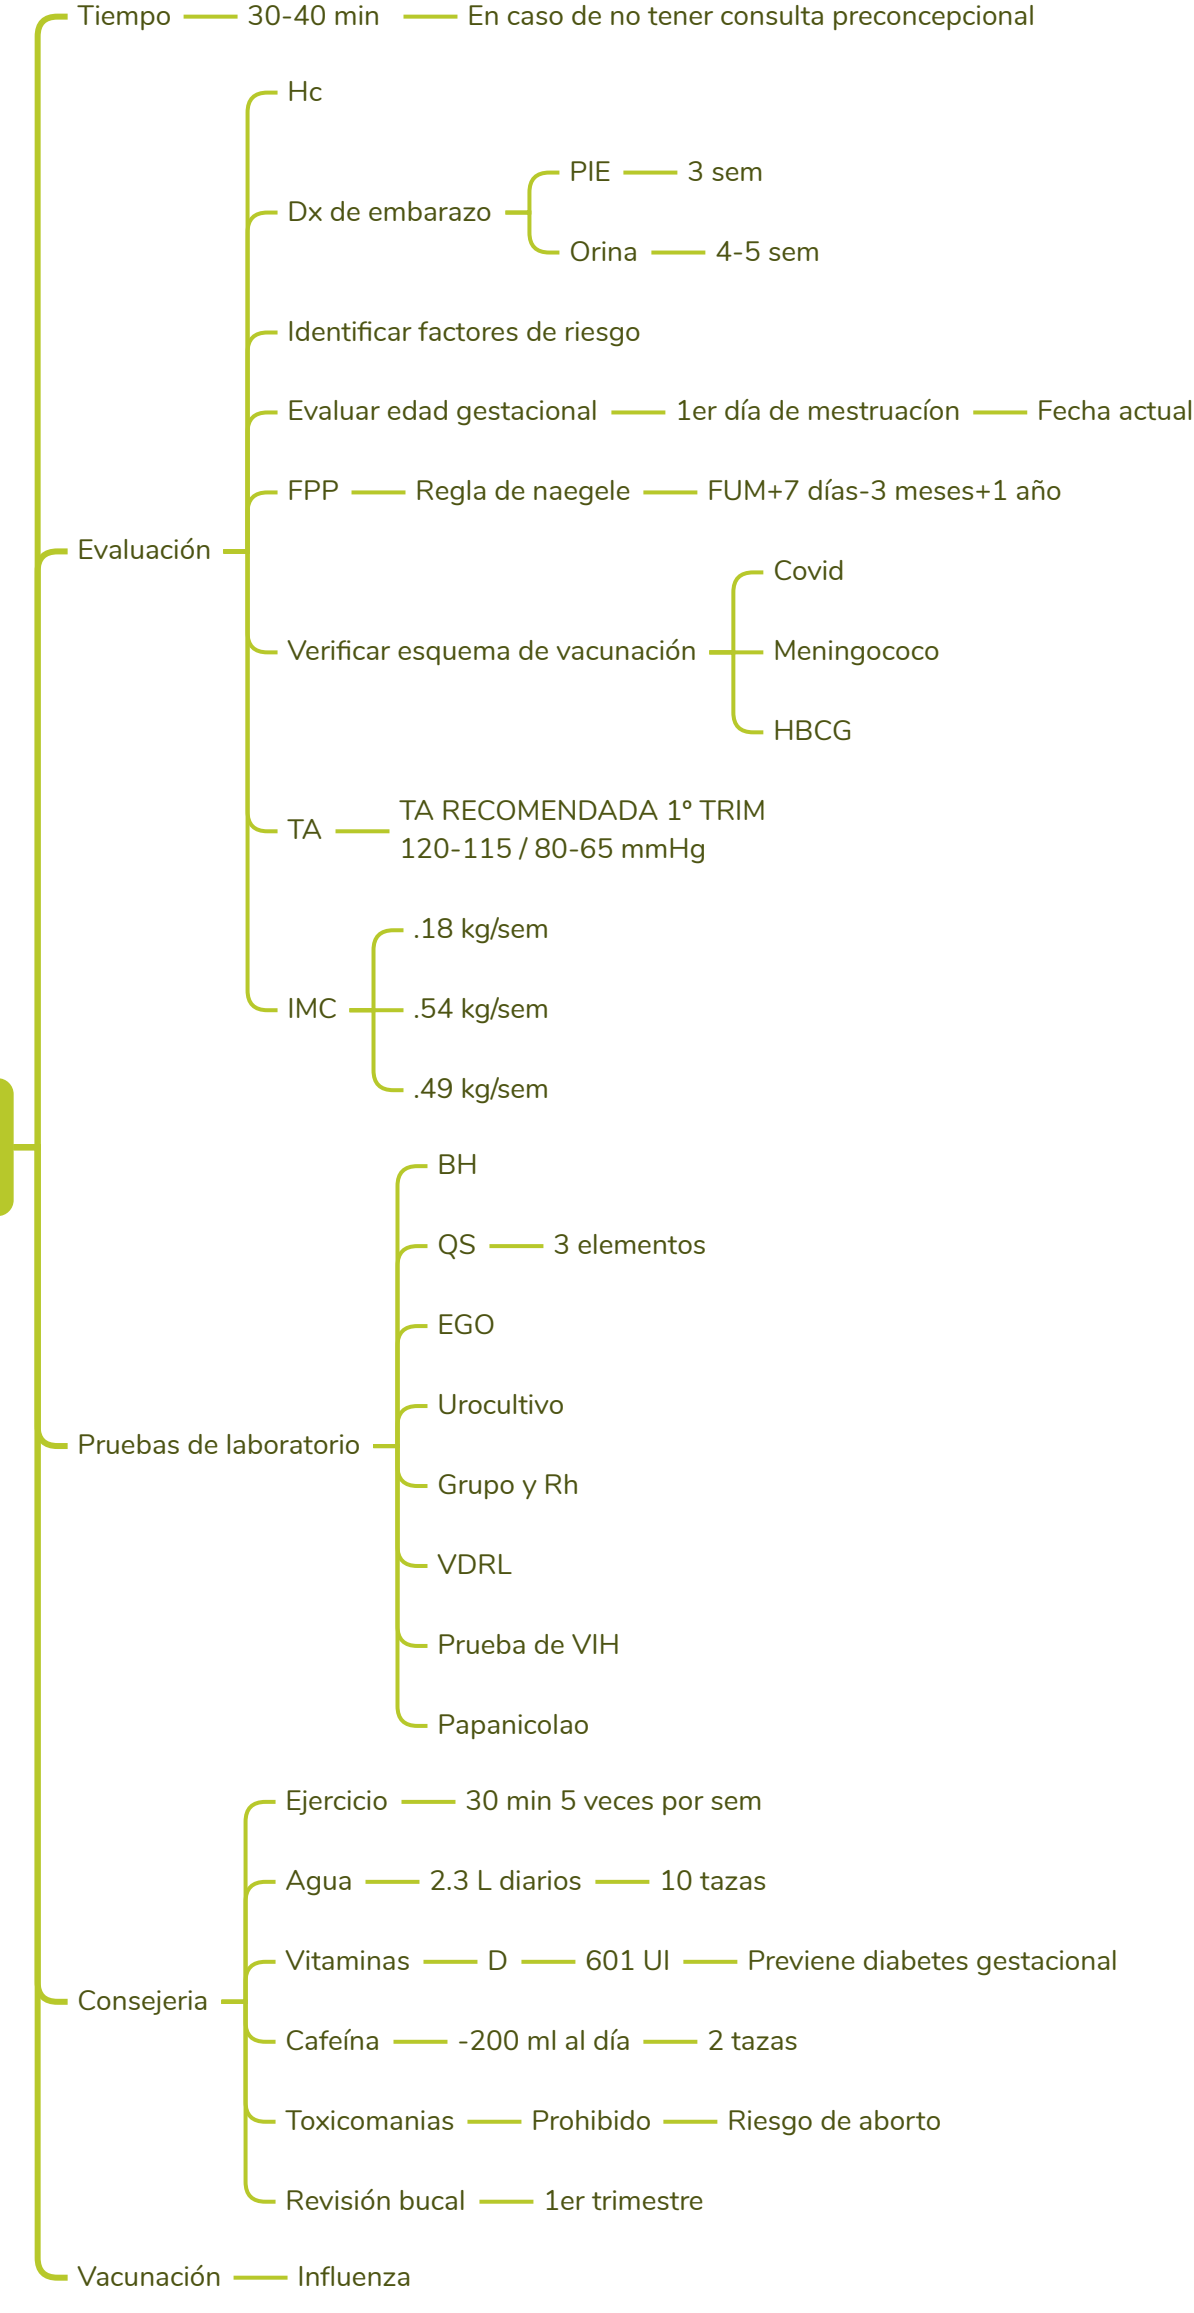 Tiempo 30-40 min En caso de no tener consulta preconcepcional
Hc
Dx de embarazo
PIE 3 sem
Orina 4-5 sem
Identificar factores de riesgo
Evaluar edad gestacional 1er día de mestruacíon Fecha actual
FPP Regla de naegele FUM+7 días-3 meses+1 año
Evaluación
Verificar esquema de vacunación
Covid
Meningococo
HBCG
TA
TA RECOMENDADA 1º TRIM
120-115 / 80-65 mmHg
IMC
.18 kg/sem
.54 kg/sem
.49 kg/sem
Pruebas de laboratorio
BH
QS 3 elementos
EGO
Urocultivo
Grupo y Rh
VDRL
Prueba de VIH
Papanicolao
Consejeria
Ejercicio 30 min 5 veces por sem
Agua 2.3 L diarios 10 tazas
Vitaminas D 601 UI Previene diabetes gestacional
Cafeína -200 ml al día 2 tazas
Toxicomanias Prohibido Riesgo de aborto
Revisión bucal 1er trimestre
Vacunación Influenza